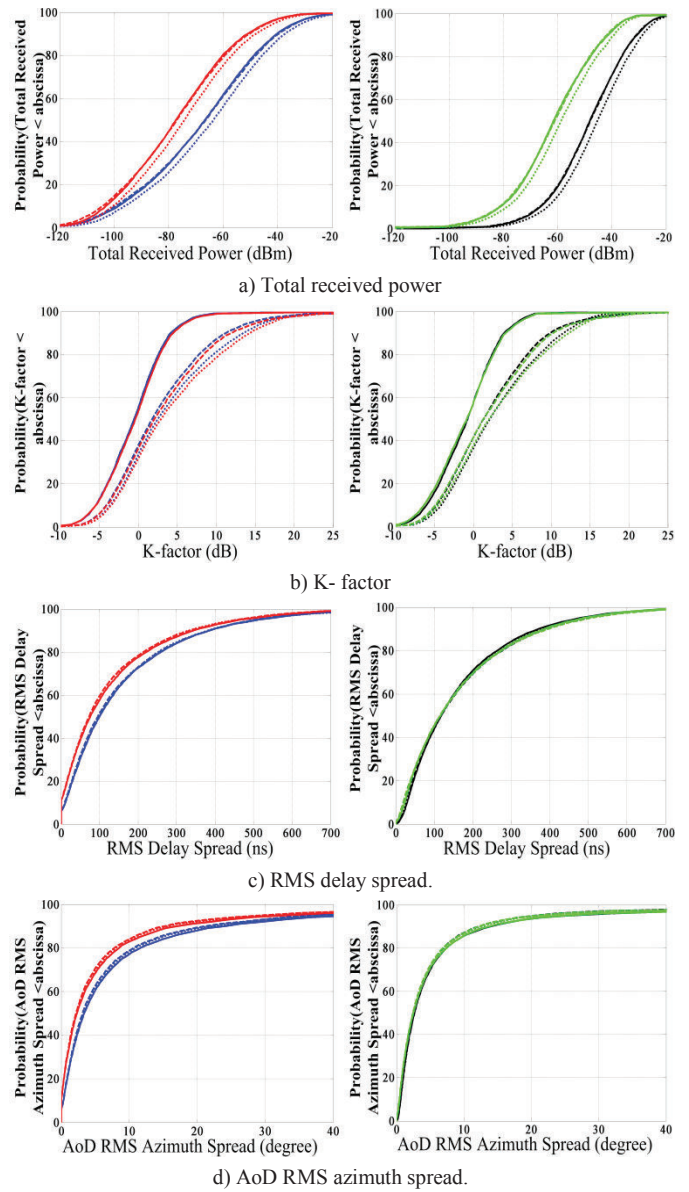 Probability(Total Received
Power < abscissa)
100
80
60
40
20
0
-120 -100 -80 -60 -40 -20
Total Received Power (dBm)
Probability(Total Received
Power < abscissa)
100
80
60
40
20
0
-120 -100 -80 -60 -40 -20
Total Received Power (dBm)
a) Total received power
Probability(K-factor <
abscissa)
100
80
60
40
20
0
-10 -5 0 5 10 15 20 25
K-factor (dB)
Probability(K-factor <
abscissa)
100
80
60
40
20
0
-10 -5 0 5 10 15 20 25
K-factor (dB)
b) K- factor
Probability(RMS Delay
Spread <abscissa)
100
80
60
40
20
0
0 100 200 300 400 500 600 700
RMS Delay Spread (ns)
Probability(RMS Delay
Spread <abscissa)
100
80
60
40
20
0
0 100 200 300 400 500 600 700
RMS Delay Spread (ns)
c) RMS delay spread.
Probability(AoD RMS
Azimuth Spread <abscissa)
100
80
60
40
20
0
0 10 20 30 40
AoD RMS Azimuth Spread (degree)
Probability(AoD RMS
Azimuth Spread <abscissa)
100
80
60
40
20
0
0 10 20 30 40
AoD RMS Azimuth Spread (degree)
d) AoD RMS azimuth spread.